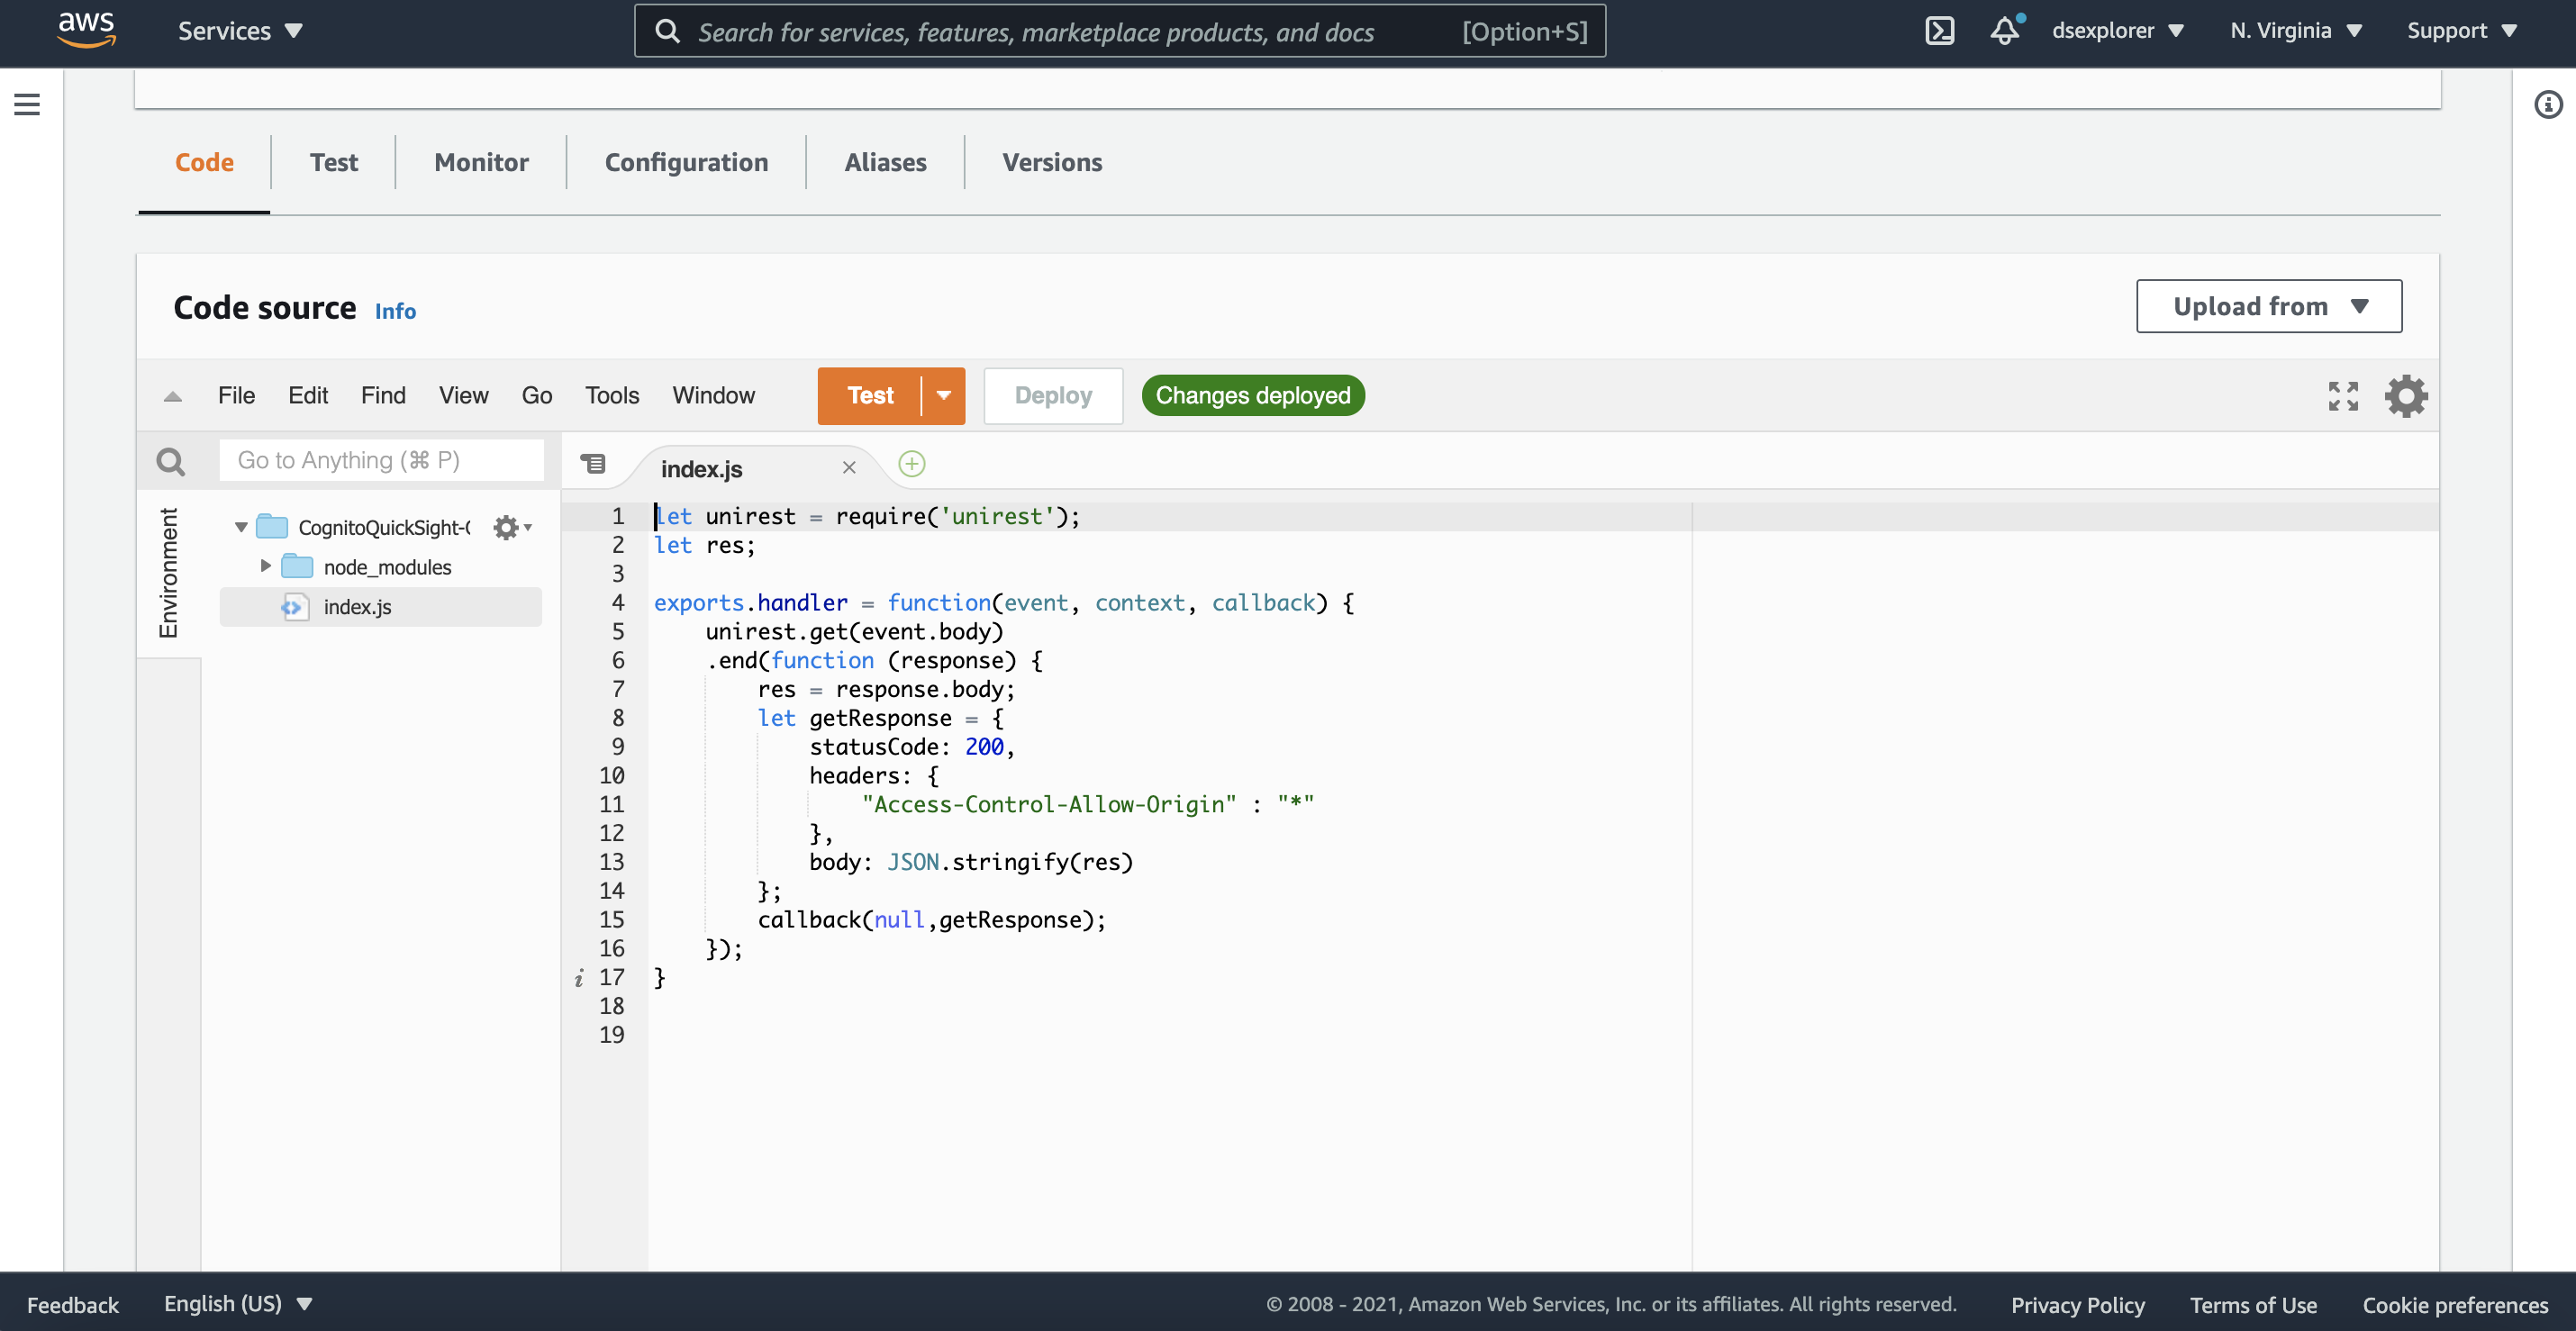 aws Services Search for services, features, marketplace products, and docs [Option+S] dsexplorer N. Virginia Support
Code Test Monitor Configuration Aliases Versions
Code source Info Upload from
File Edit Find View Go Tools Window Test Deploy Changes deployed
Go to Anything (⌘ P) index.js
Environment
CognitoQuickSight-
node_modules
index.js
1 let unirest = require('unirest');
2 let res;
3
4 exports.handler = function(event, context, callback) {
5     unirest.get(event.body)
6     .end(function (response) {
7         res = response.body;
8         let getResponse = {
9             statusCode: 200,
10             headers: {
11                 "Access-Control-Allow-Origin" : "*"
12             },
13             body: JSON.stringify(res)
14         };
15         callback(null,getResponse);
16     });
i 17 }
18
19
Feedback English (US) © 2008 - 2021, Amazon Web Services, Inc. or its affiliates. All rights reserved. Privacy Policy Terms of Use Cookie preferences